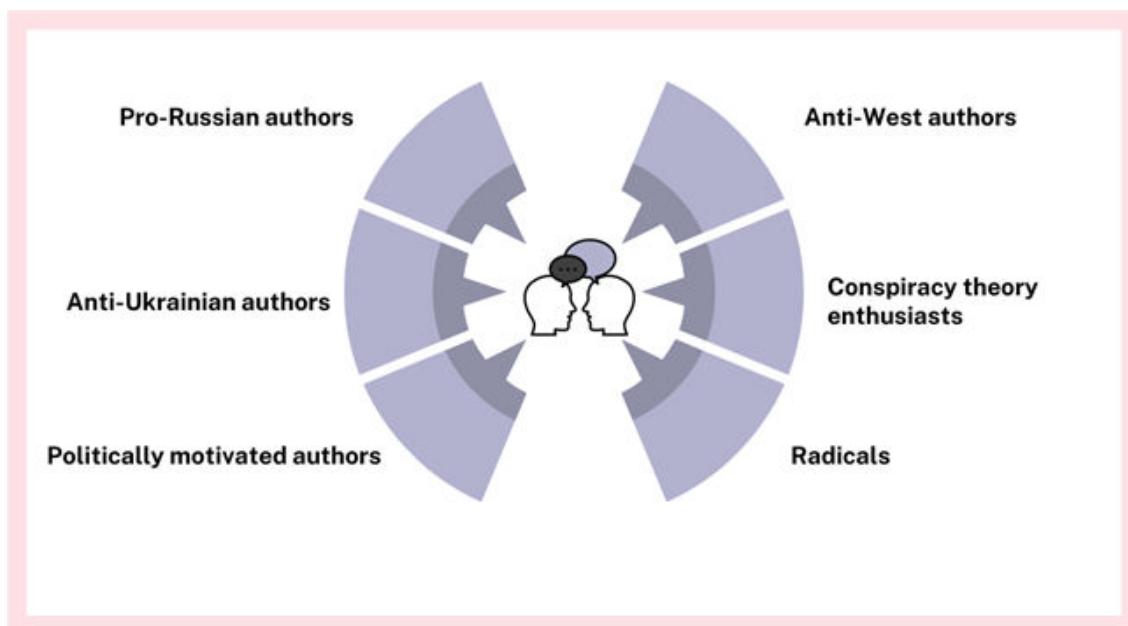 Pro-Russian authors
Anti-West authors
Anti-Ukrainian authors
Conspiracy theory
enthusiasts
Politically motivated authors
Radicals